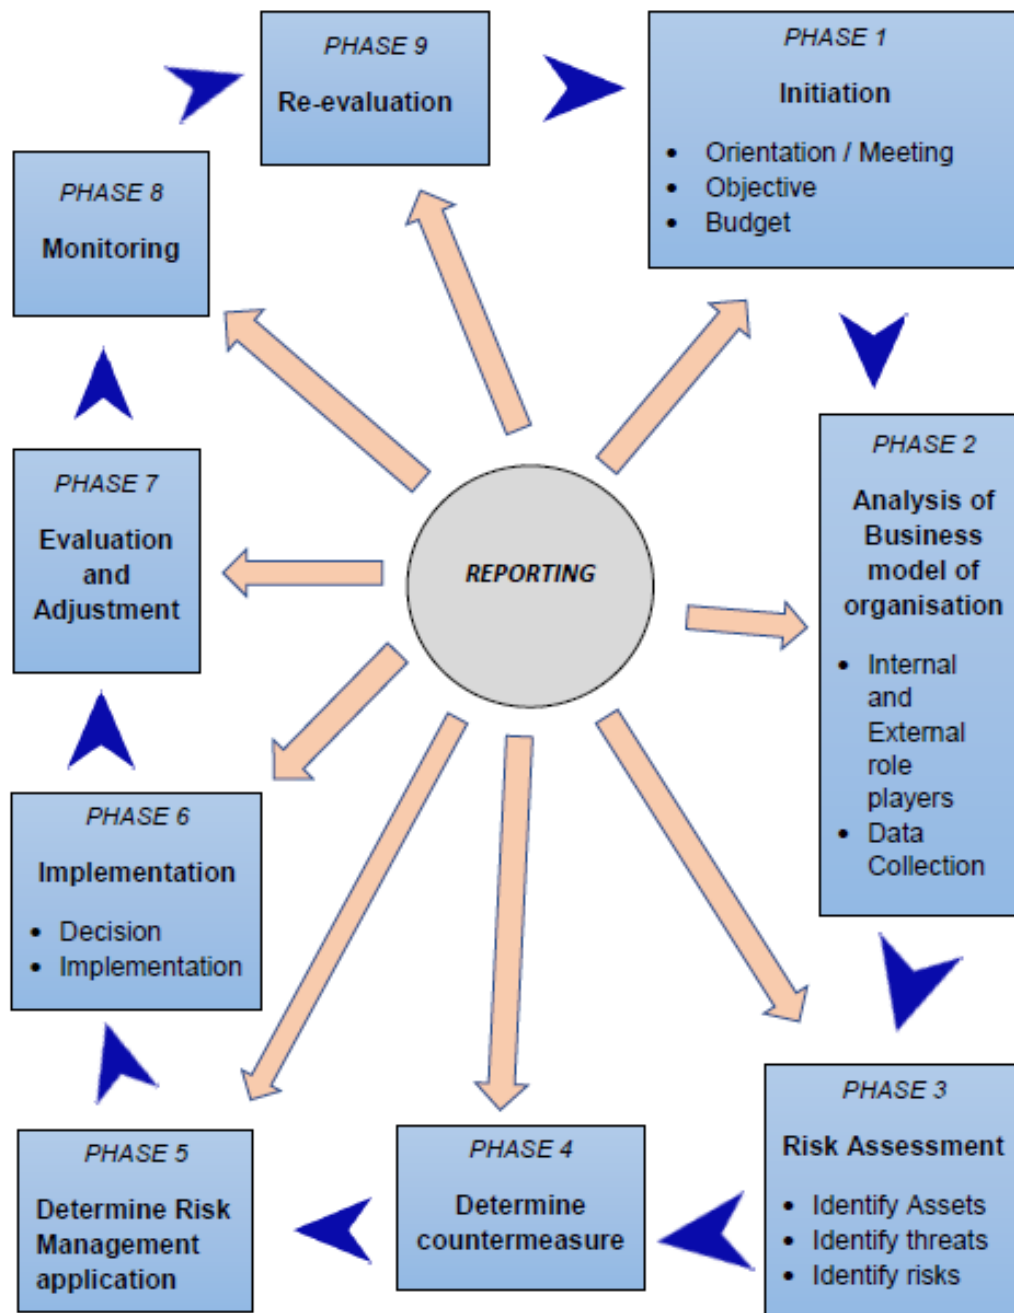 PHASE 9
Re-evaluation
PHASE 1
Initiation
• Orientation / Meeting
• Objective
• Budget
PHASE 8
Monitoring
PHASE 2
Analysis of
Business
model of
organisation
• Internal
and
External
role
players
• Data
Collection
PHASE 7
Evaluation
and
Adjustment
REPORTING
PHASE 6
Implementation
• Decision
• Implementation
PHASE 3
Risk Assessment
• Identify Assets
• Identify threats
• Identify risks
PHASE 4
Determine
countermeasure
PHASE 5
Determine Risk
Management
application